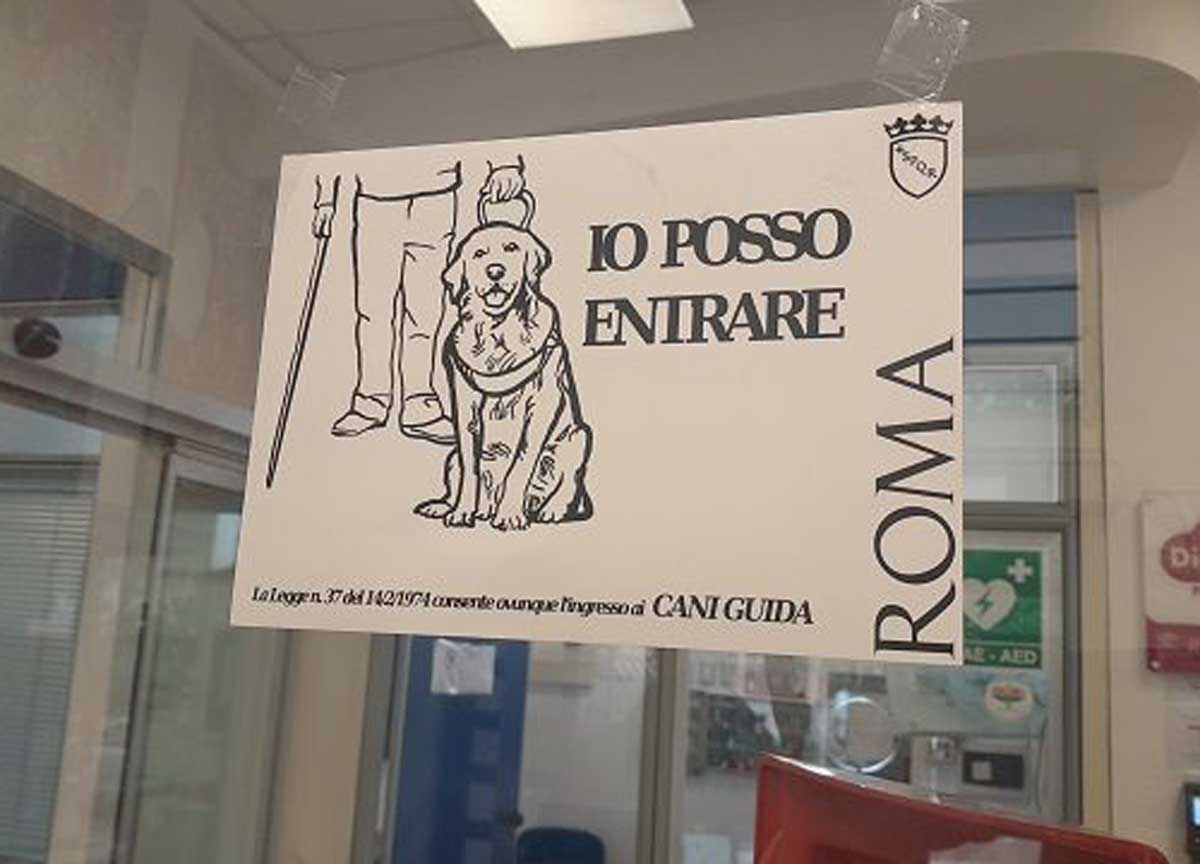 SPQR
IO POSSO
ENTRARE
ROMA
La Legge n. 37 del 14/2/1974 consente ovunque l'ingresso ai CANI GUIDA
AE - AED